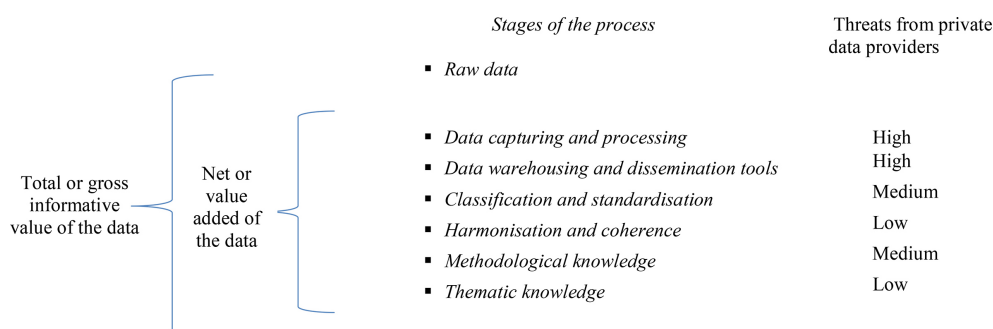 Stages of the process
Threats from private
data providers
▪ Raw data
▪ Data capturing and processing
High
▪ Data warehousing and dissemination tools
High
▪ Classification and standardisation
Medium
▪ Harmonisation and coherence
Low
▪ Methodological knowledge
Medium
▪ Thematic knowledge
Low
Total or gross
informative
value of the data
Net or
value
added of
the data